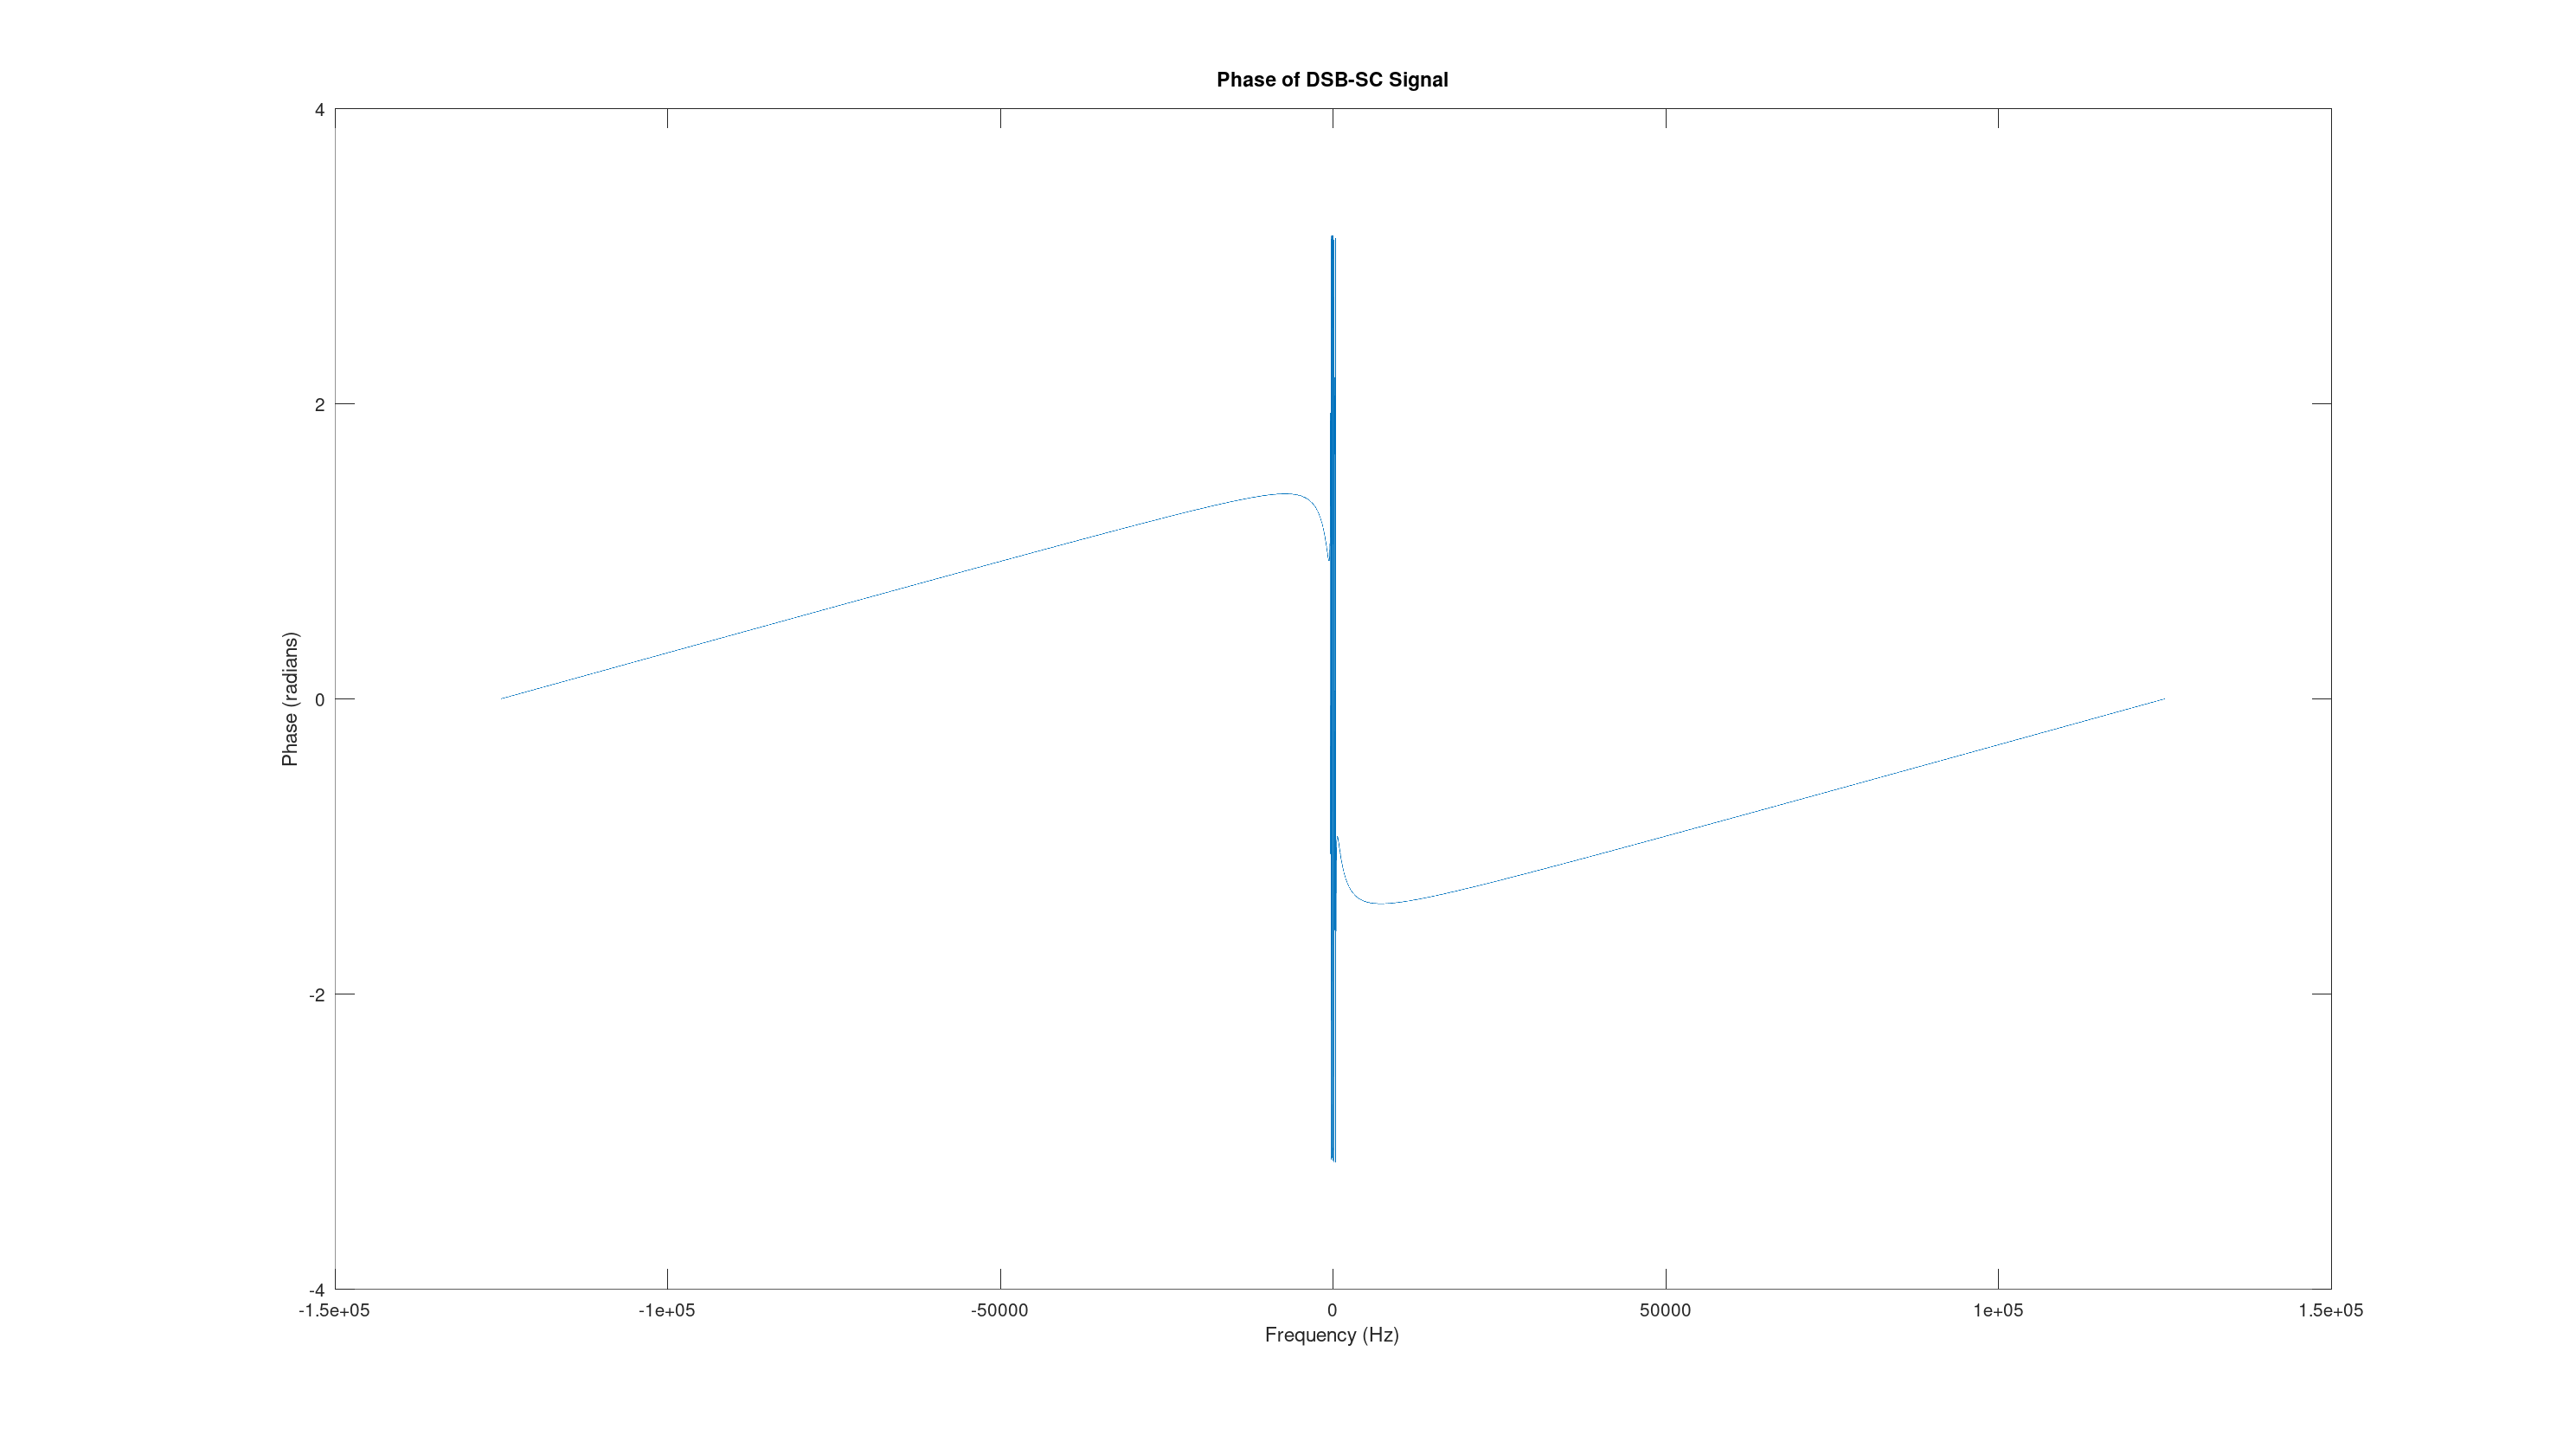 Phase of DSB-SC Signal
4
2
0
-2
-4
Phase (radians)
-1.5e+05 -1e+05 -50000 0 50000 1e+05 1.5e+05
Frequency (Hz)